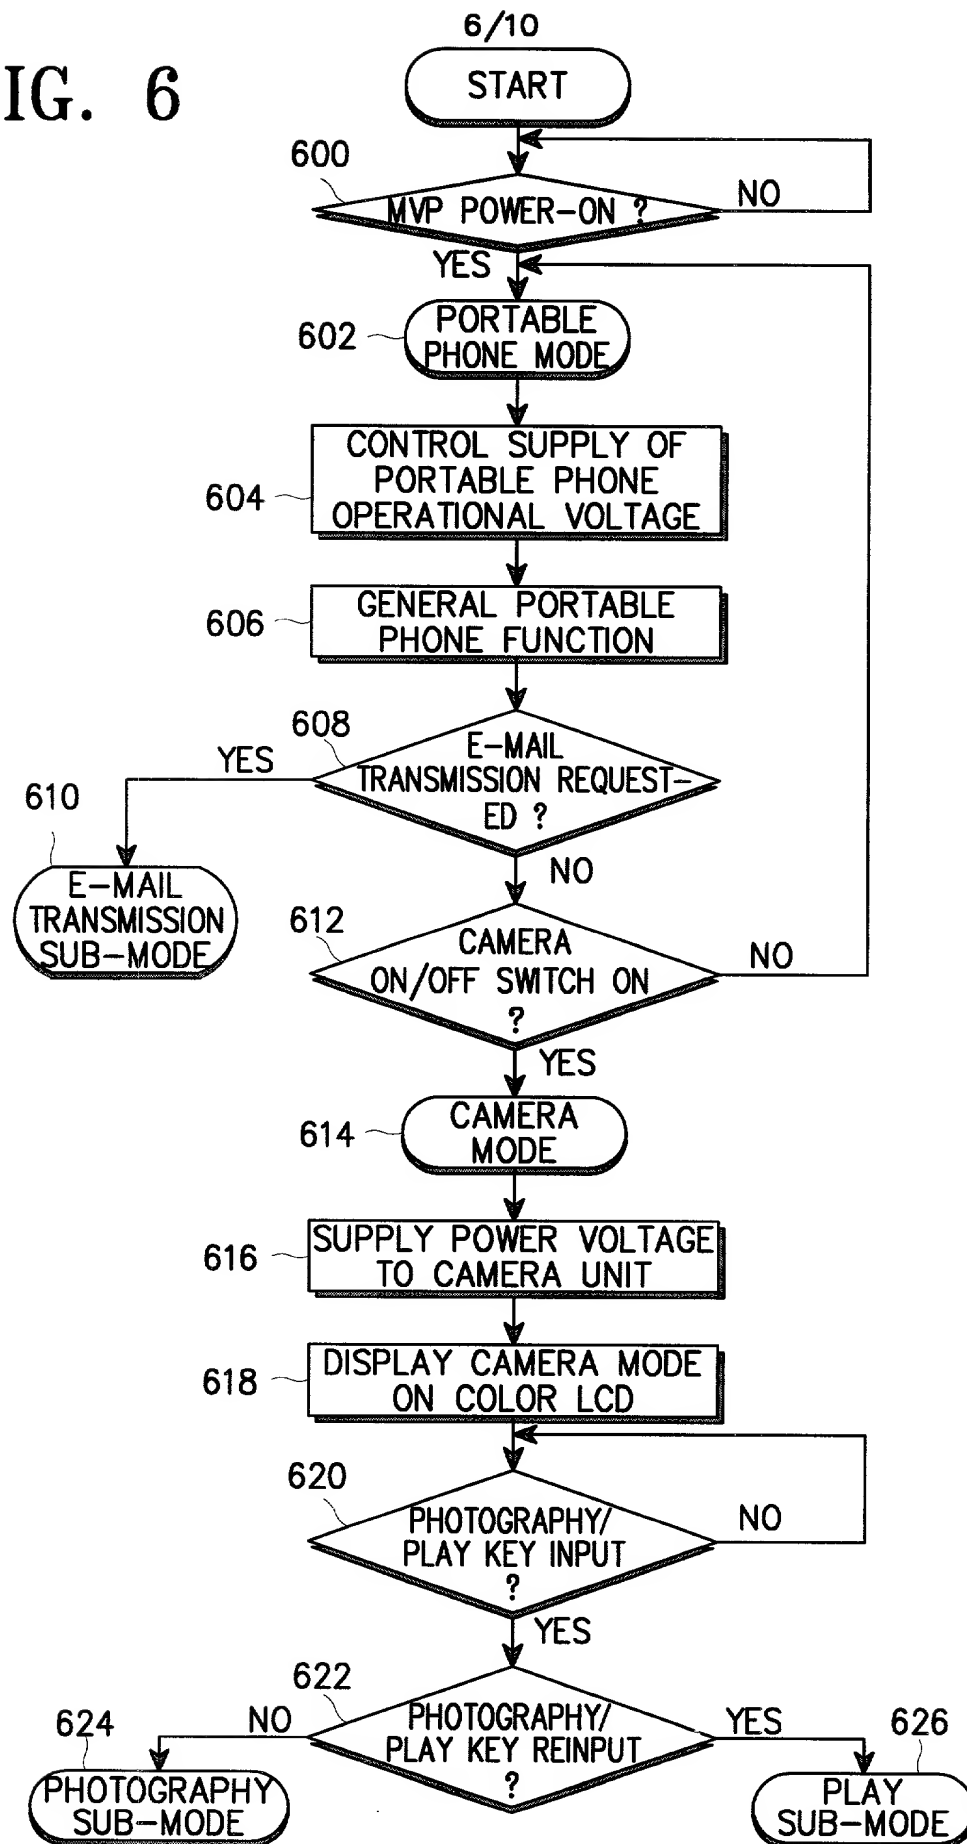 6/10
IG. 6
START
600
MVP POWER-ON ?
NO
YES
602
PORTABLE
PHONE MODE
604
CONTROL SUPPLY OF
PORTABLE PHONE
OPERATIONAL VOLTAGE
606
GENERAL PORTABLE
PHONE FUNCTION
608
E-MAIL
TRANSMISSION REQUEST-
ED ?
YES
610
E-MAIL
TRANSMISSION
SUB-MODE
NO
612
CAMERA
ON/OFF SWITCH ON
?
NO
YES
614
CAMERA
MODE
616
SUPPLY POWER VOLTAGE
TO CAMERA UNIT
618
DISPLAY CAMERA MODE
ON COLOR LCD
620
PHOTOGRAPHY/
PLAY KEY INPUT
?
NO
YES
622
PHOTOGRAPHY/
PLAY KEY REINPUT
?
NO
YES
624
PHOTOGRAPHY
SUB-MODE
626
PLAY
SUB-MODE